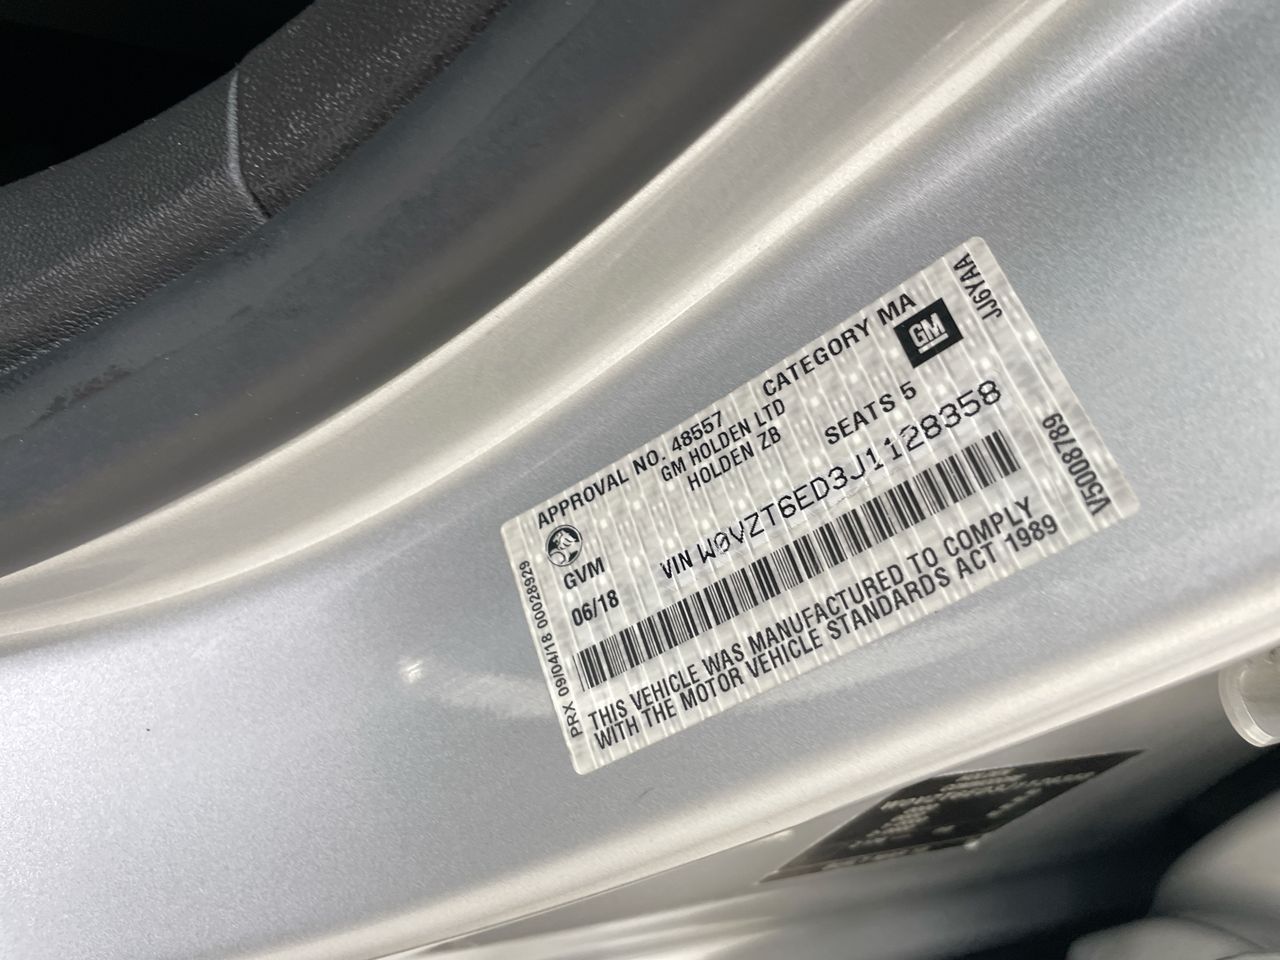 APPROVAL NO. 48557 CATEGORY MA
GM HOLDEN LTD
HOLDEN ZB
GM
JJ6YAA
GVM
SEATS 5
06/18
VIN W0VZT6ED3J1128358
THIS VEHICLE WAS MANUFACTURED TO COMPLY
WITH THE MOTOR VEHICLE STANDARDS ACT 1989
PRX 09/04/18 00028929
V5008789